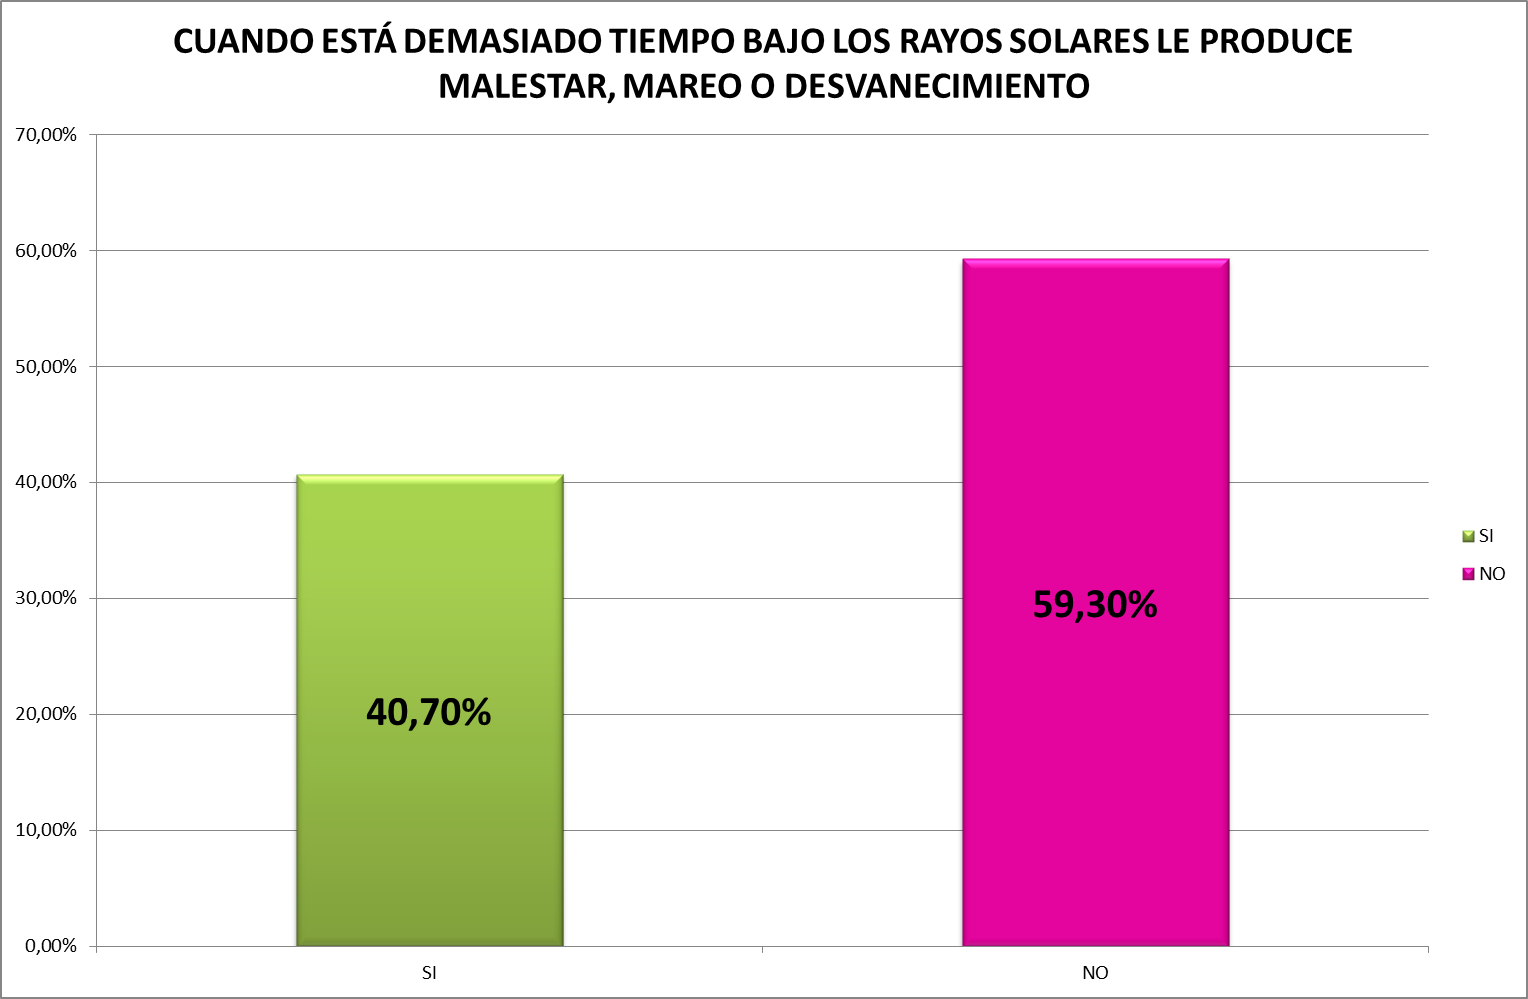 CUANDO ESTÁ DEMASIADO TIEMPO BAJO LOS RAYOS SOLARES LE PRODUCE
MALESTAR, MAREO O DESVANECIMIENTO
70,00%
60,00%
50,00%
40,00%
30,00%
20,00%
10,00%
0,00%
40,70%
59,30%
SI
NO
SI
NO